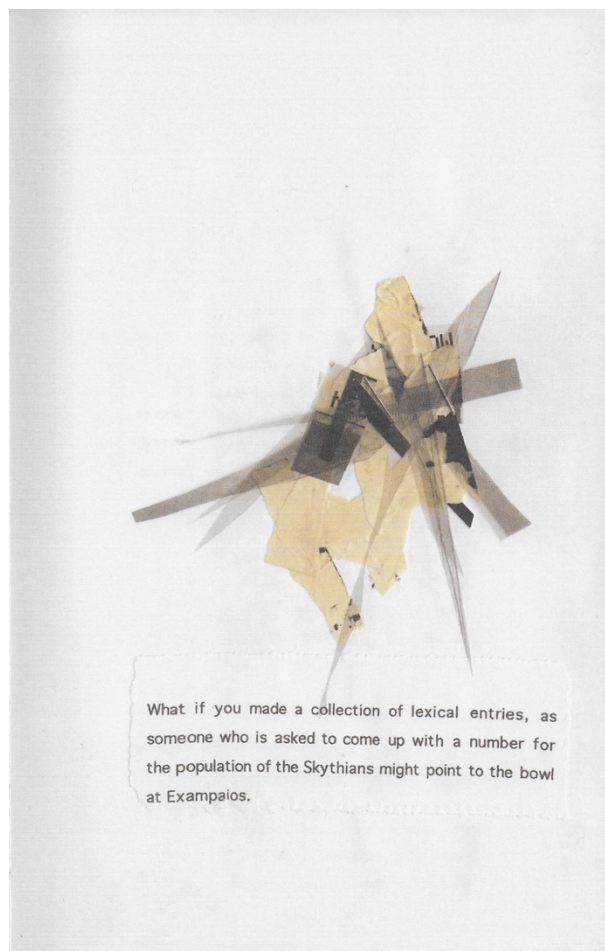 What if you made a collection of lexical entries, as
someone who is asked to come up with a number for
the population of the Skythians might point to the bowl
at Exampaios.